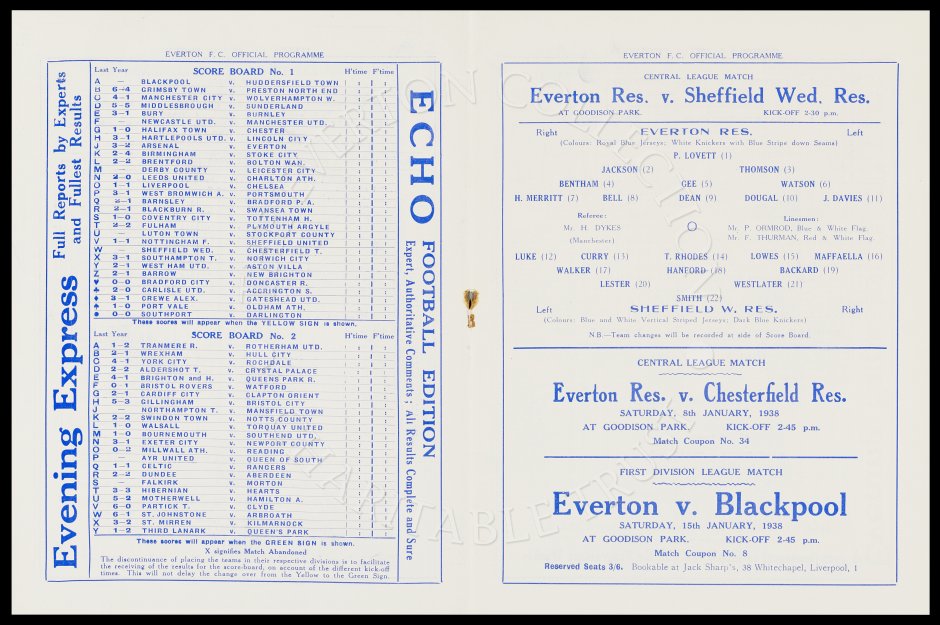 EVERTON F.C. OFFICIAL PROGRAMME
Evening Express
Full Reports by Experts
and Fullest Results
Last Year SCORE BOARD No. 1 H'time F'time
A — BLACKPOOL v. HUDDERSFIELD TOWN : :
B 6—4 GRIMSBY TOWN v. PRESTON NORTH END : :
C 4—1 MANCHESTER CITY v. WOLVERHAMPTON W. : :
D 5—5 MIDDLESBROUGH v. SUNDERLAND : :
E 3—1 BURY v. BURNLEY : :
F — NEWCASTLE UTD. v. MANCHESTER UTD. : :
G 1—0 HALIFAX TOWN v. CHESTER : :
H 3—1 HARTLEPOOLS UTD. v. LINCOLN CITY : :
J 3—2 ARSENAL v. EVERTON : :
K 2—4 BIRMINGHAM v. STOKE CITY : :
L 2—2 BRENTFORD v. BOLTON WAN. : :
M — DERBY COUNTY v. LEICESTER CITY : :
N 2—0 LEEDS UNITED v. CHARLTON ATH. : :
O 1—1 LIVERPOOL v. CHELSEA : :
P 3—1 WEST BROMWICH A. v. PORTSMOUTH : :
Q 2—1 BARNSLEY v. BRADFORD P. A. : :
R 2—1 BLACKBURN R. v. SWANSEA TOWN : :
S 1—0 COVENTRY CITY v. TOTTENHAM H. : :
T 2—2 FULHAM v. PLYMOUTH ARGYLE : :
U — LUTON TOWN v. STOCKPORT COUNTY : :
V 1—1 NOTTINGHAM F. v. SHEFFIELD UNITED : :
W — SHEFFIELD WED. v. CHESTERFIELD T. : :
X 3—1 SOUTHAMPTON T. v. NORWICH CITY : :
Y 2—1 WEST HAM UTD. v. ASTON VILLA : :
Z 2—1 BARROW v. NEW BRIGHTON : :
♥ 0—0 BRADFORD CITY v. DONCASTER R. : :
♣ 2—0 CARLISLE UTD. v. ACCRINGTON S. : :
♦ 3—1 CREWE ALEX. v. GATESHEAD UTD. : :
♠ 1—0 PORT VALE v. OLDHAM ATH. : :
● 0—0 SOUTHPORT v. DARLINGTON : :
These scores will appear when the YELLOW SIGN is shown.
Last Year SCORE BOARD No. 2 H'time F'time
A 1—2 TRANMERE R. v. ROTHERHAM UTD. : :
B 2—1 WREXHAM v. HULL CITY : :
C 4—1 YORK CITY v. ROCHDALE : :
D 2—2 ALDERSHOT T. v. CRYSTAL PALACE : :
E 4—1 BRIGHTON and H. v. QUEENS PARK R. : :
F 0—1 BRISTOL ROVERS v. WATFORD : :
G 2—1 CARDIFF CITY v. CLAPTON ORIENT : :
H 5—3 GILLINGHAM v. BRISTOL CITY : :
J — NORTHAMPTON T. v. MANSFIELD TOWN : :
K 2—2 SWINDON TOWN v. NOTTS COUNTY : :
L 1—0 WALSALL v. TORQUAY UNITED : :
M 1—0 BOURNEMOUTH v. SOUTHEND UTD. : :
N 3—1 EXETER CITY v. NEWPORT COUNTY : :
O 0—2 MILLWALL ATH. v. READING : :
P — AYR UNITED v. QUEEN OF SOUTH : :
Q 1—1 CELTIC v. RANGERS : :
R 2—2 DUNDEE v. ABERDEEN : :
S — FALKIRK v. MORTON : :
T 3—3 HIBERNIAN v. HEARTS : :
U 5—2 MOTHERWELL v. HAMILTON A. : :
V 6—0 PARTICK T. v. CLYDE : :
W 6—1 ST. JOHNSTONE v. ARBROATH : :
X 3—2 ST. MIRREN v. KILMARNOCK : :
Y 1—2 THIRD LANARK v. QUEEN'S PARK : :
These scores will appear when the GREEN SIGN is shown.
X signifies Match Abandoned
The discontinuance of placing the teams in their respective divisions is to facilitate
the receiving of the results for the score-board, on account of the different kick-off
times. This will not delay the change over from the Yellow to the Green Sign.
ECHO FOOTBALL EDITION
Expert, Authoritative Comments; All Results Complete and Sure
EVERTON F.C. OFFICIAL PROGRAMME
CENTRAL LEAGUE MATCH
Everton Res. v. Sheffield Wed. Res.
AT GOODISON PARK. KICK-OFF 2-30 p.m.
Right EVERTON RES. Left
(Colours: Royal Blue Jerseys; White Knickers with Blue Stripe down Seams)
P. LOVETT (1)
JACKSON (2) THOMSON (3)
BENTHAM (4) GEE (5) WATSON (6)
H. MERRITT (7) BELL (8) DEAN (9) DOUGAL (10) J. DAVIES (11)
Referee: Linesmen:
Mr. H. DYKES O Mr. P. ORMROD, Blue & White Flag.
(Manchester) Mr. F. THURMAN, Red & White Flag.
LUKE (12) CURRY (13) T. RHODES (14) LOWES (15) MAFFAELLA (16)
WALKER (17) HANFORD (18) BACKARD (19)
LESTER (20) WESTLATER (21)
SMITH (22)
Left SHEFFIELD W. RES. Right
(Colours: Blue and White Vertical Striped Jerseys; Dark Blue Knickers)
N.B.—Team changes will be recorded at side of Score Board.
CENTRAL LEAGUE MATCH
Everton Res. v. Chesterfield Res.
SATURDAY, 8th JANUARY, 1938
AT GOODISON PARK. KICK-OFF 2-45 p.m.
Match Coupon No. 34
FIRST DIVISION LEAGUE MATCH
Everton v. Blackpool
SATURDAY, 15th JANUARY, 1938
AT GOODISON PARK. KICK-OFF 2-45 p.m.
Match Coupon No. 8
Reserved Seats 3/6. Bookable at Jack Sharp's, 38 Whitechapel, Liverpool, 1